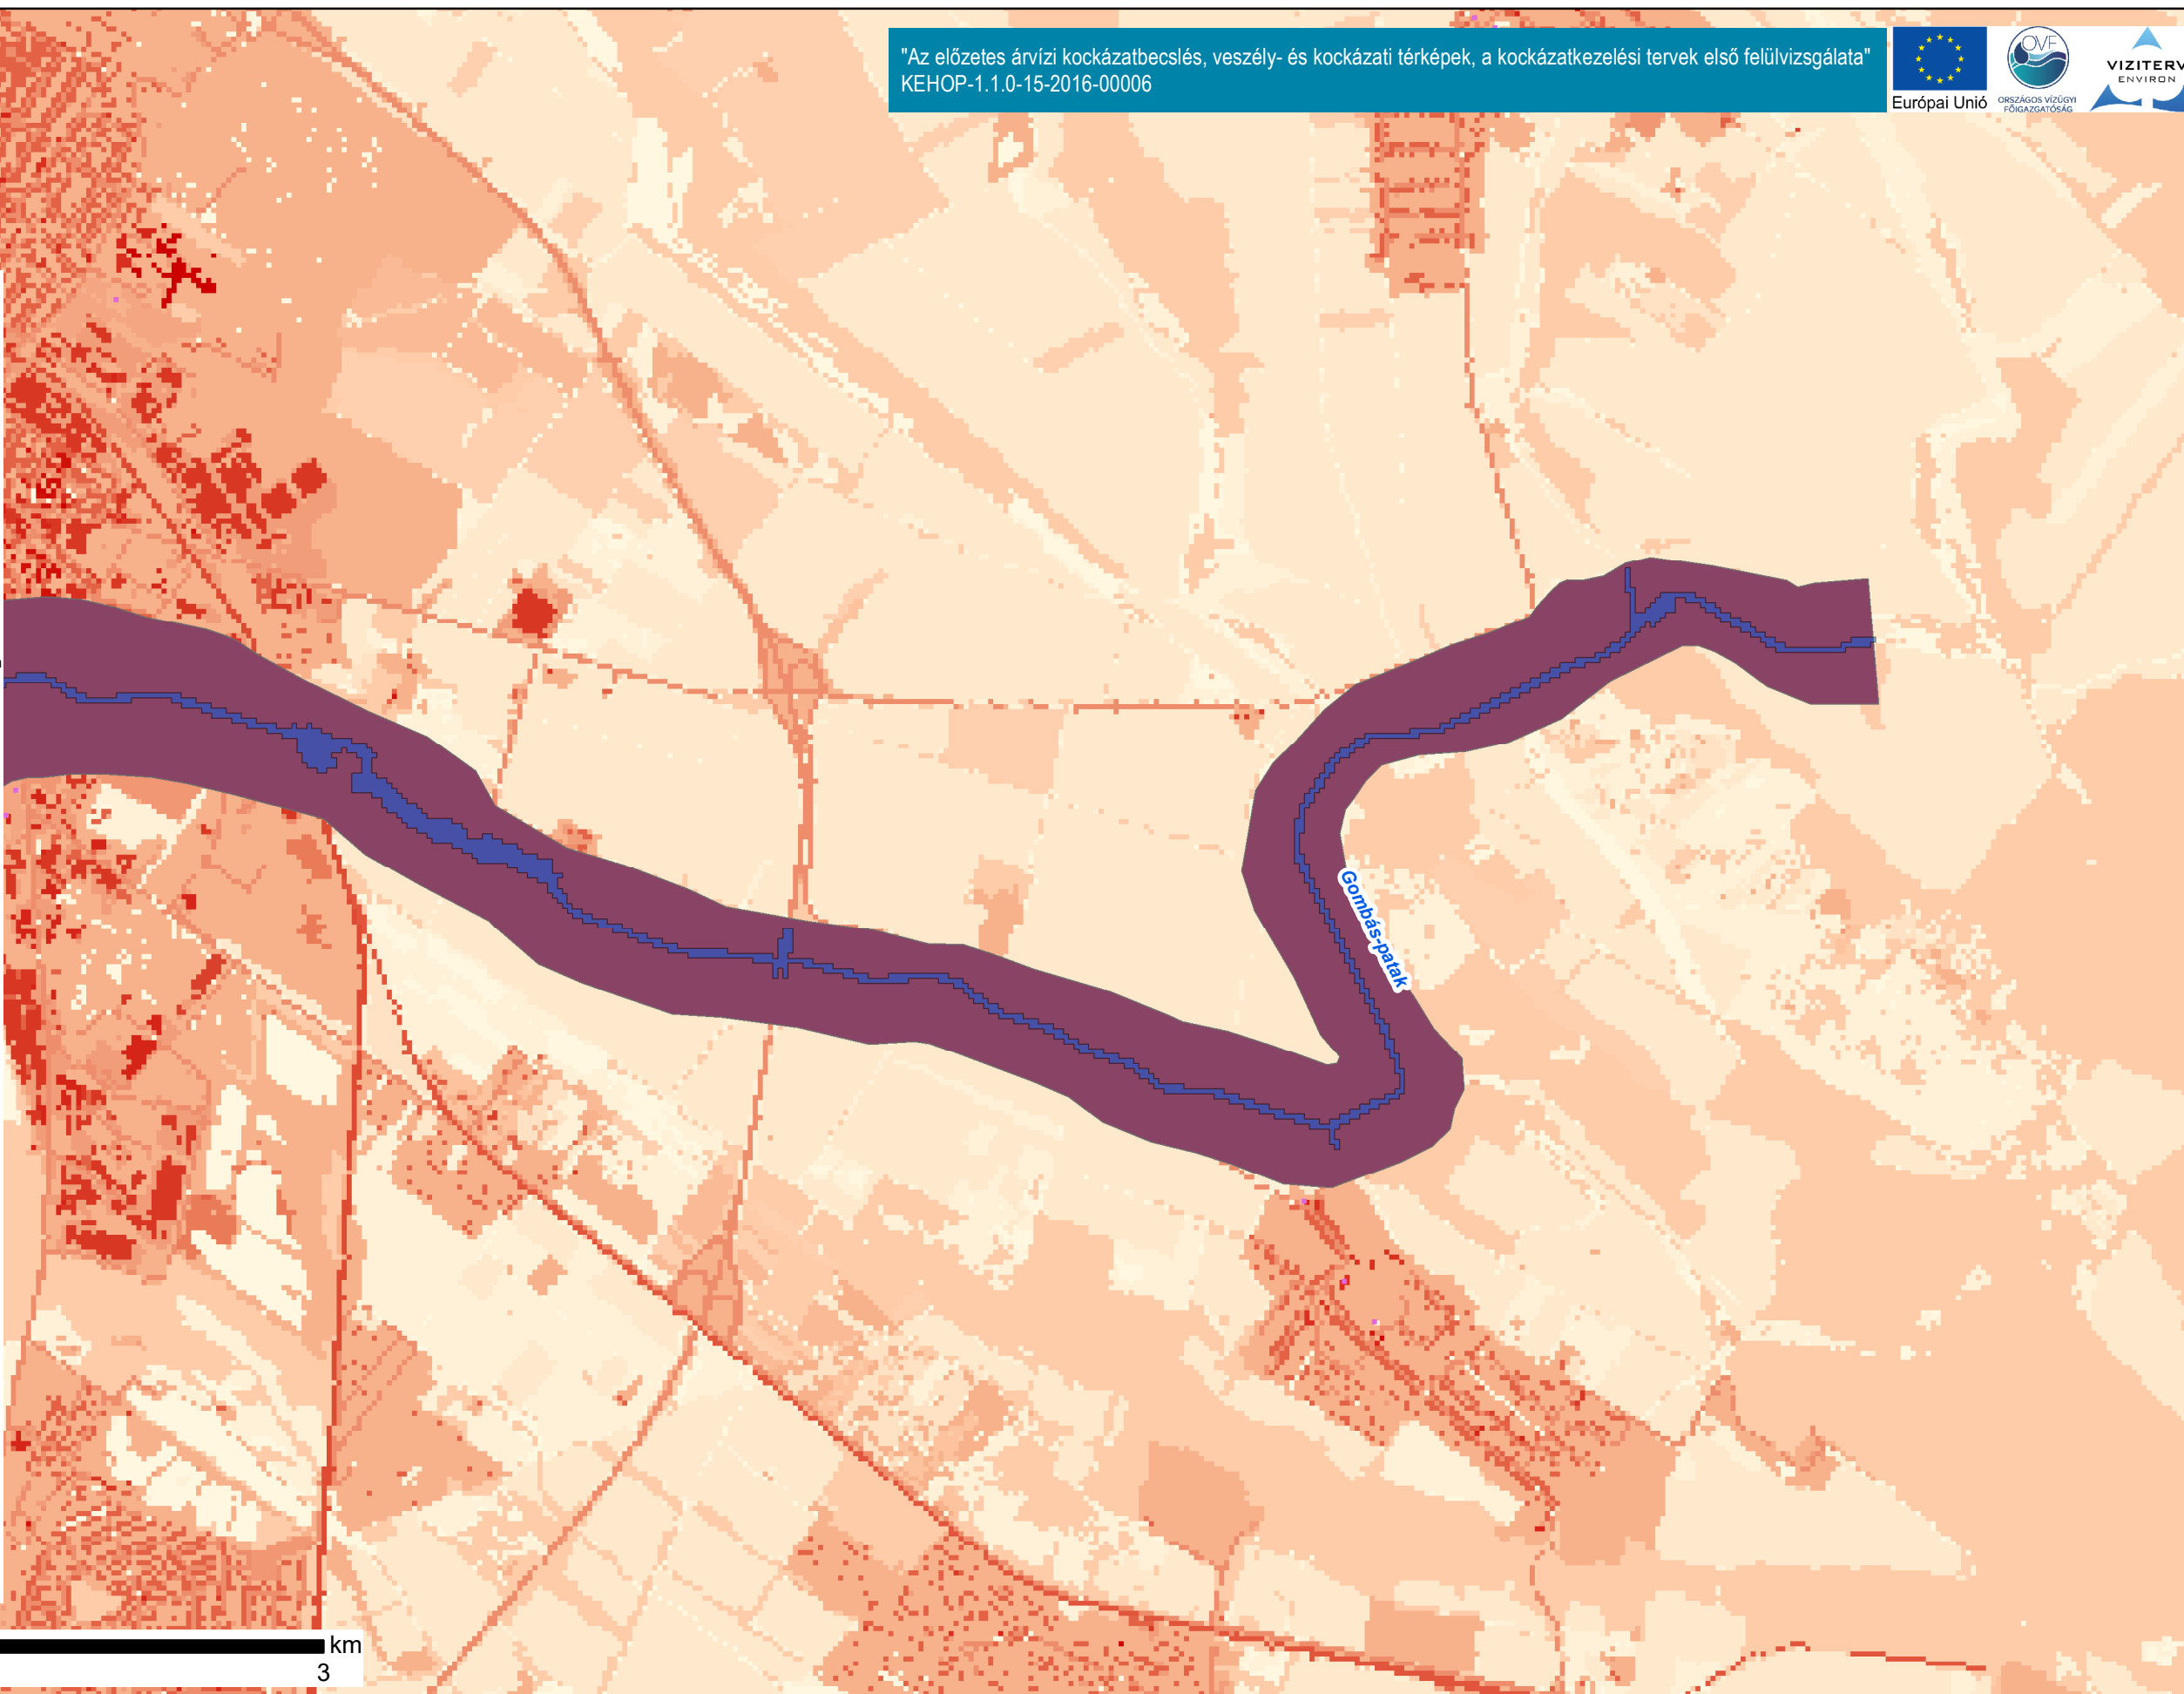 "Az előzetes árvízi kockázatbecslés, veszély- és kockázati térképek, a kockázatkezelési tervek első felülvizsgálata"
KEHOP-1.1.0-15-2016-00006
Európai Unió
OVF
ORSZÁGOS VÍZÜGYI
FŐIGAZGATÓSÁG
VIZITERV
ENVIRON
Gombás-patak
km
3